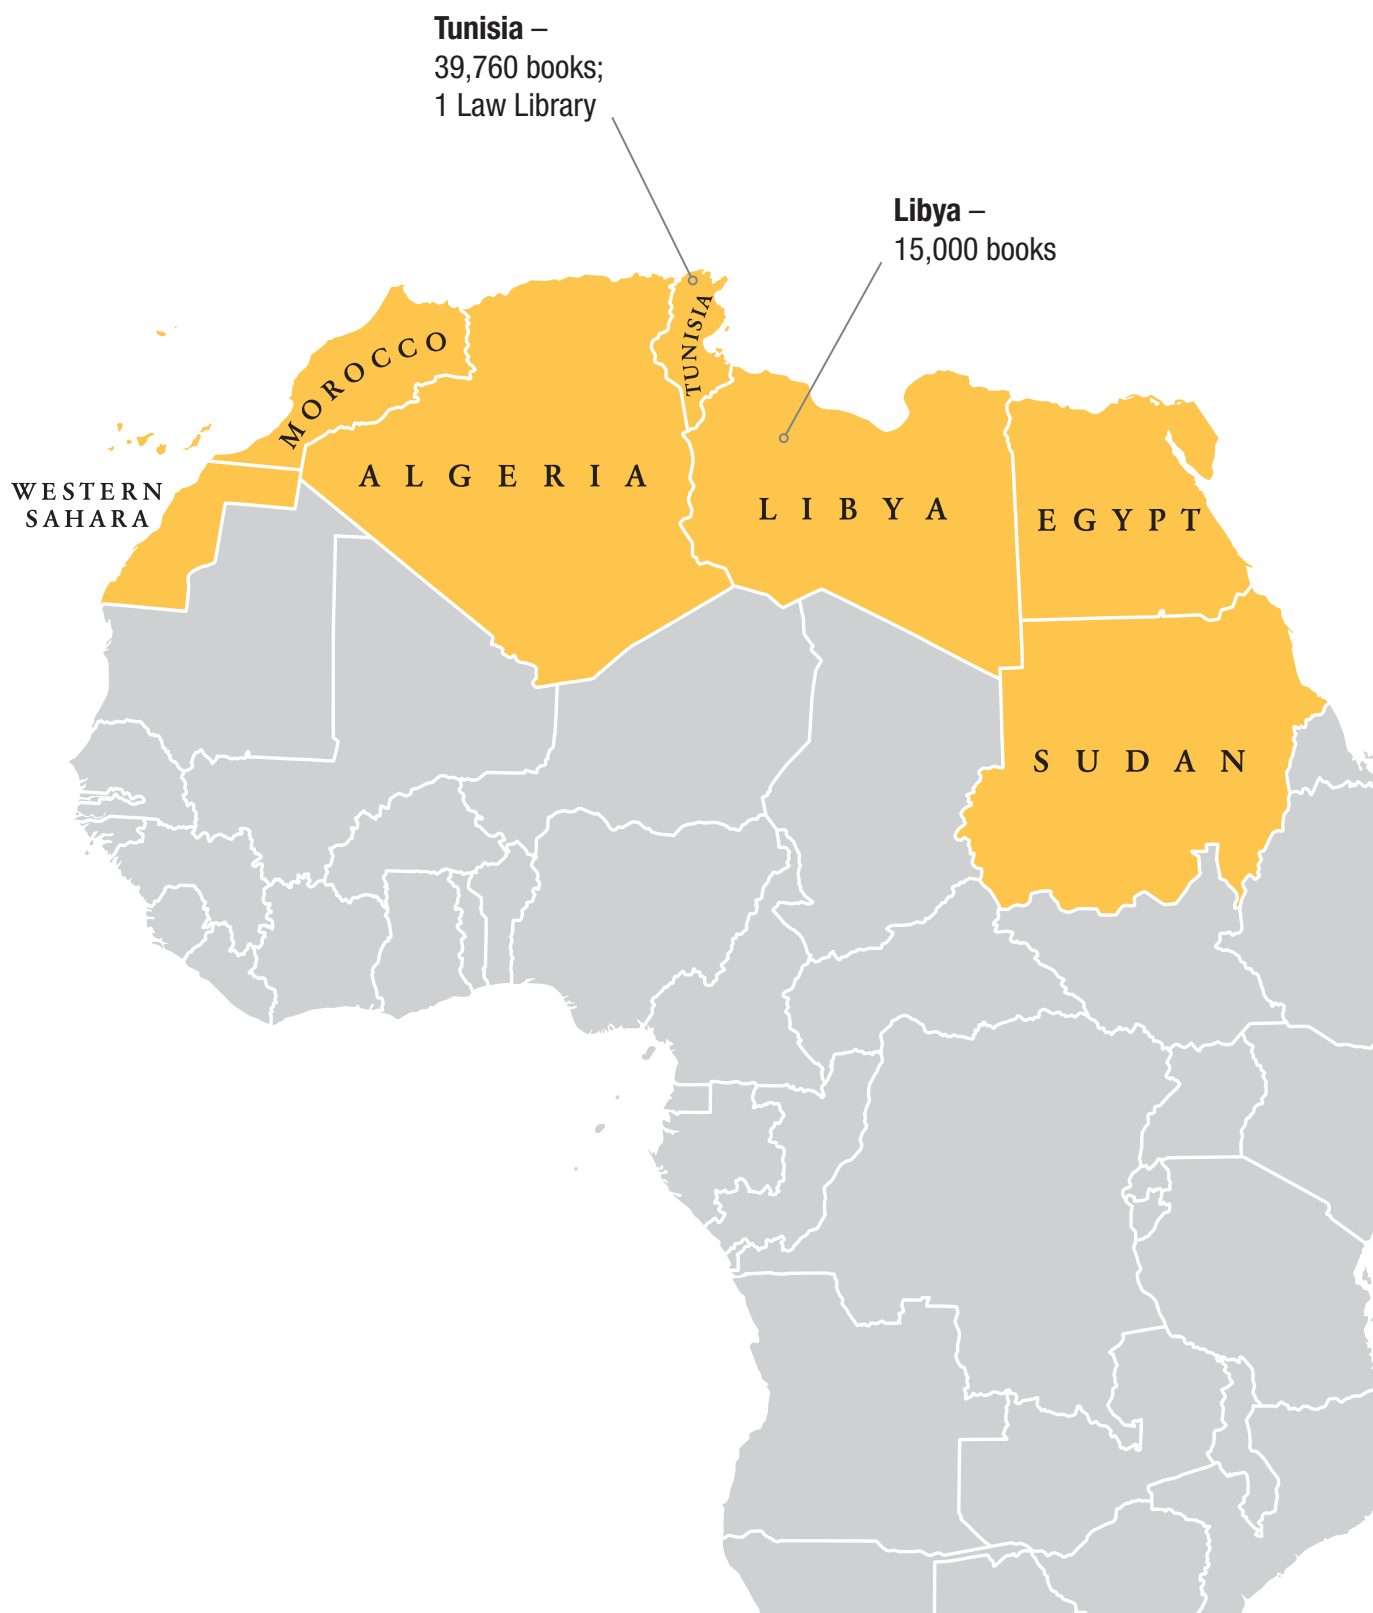 Tunisia –
39,760 books;
1 Law Library
Libya –
15,000 books
TUNISIA
MOROCCO
ALGERIA
WESTERN
SAHARA
LIBYA
EGYPT
SUDAN